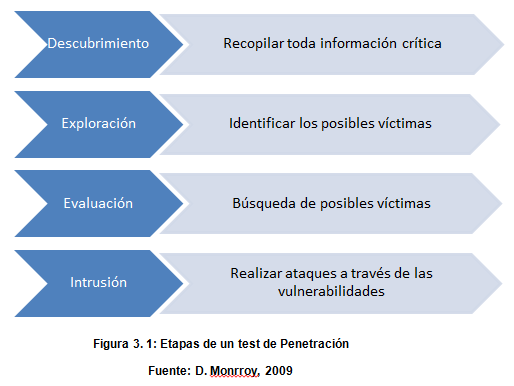 Descubrimiento
Recopilar toda información crítica
Exploración
Identificar los posibles víctimas
Evaluación
Búsqueda de posibles víctimas
Intrusión
Realizar ataques a través de las
vulnerabilidades
Figura 3. 1: Etapas de un test de Penetración
Fuente: D. Monrroy, 2009